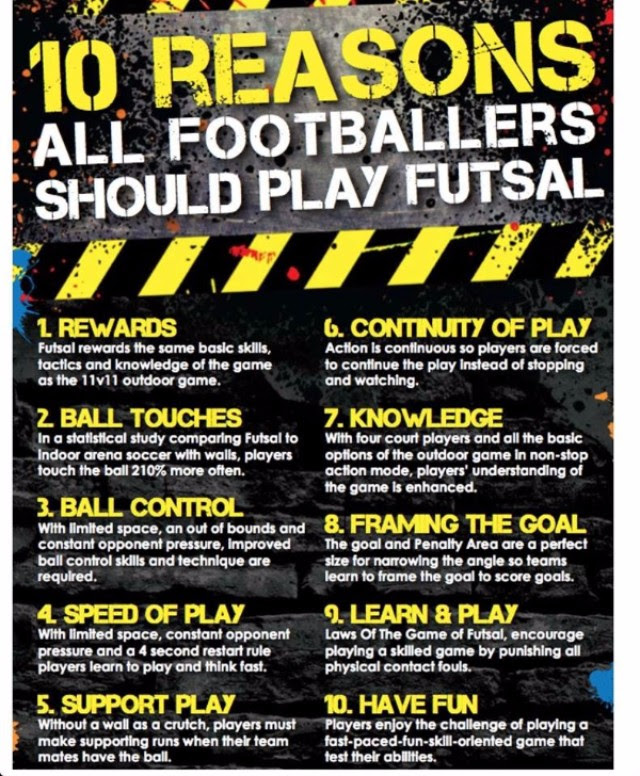 10 REASONS
ALL FOOTBALLERS
SHOULD PLAY FUTSAL
1. REWARDS
Futsal rewards the same basic skills,
tactics and knowledge of the game
as the 11v11 outdoor game.
2. BALL TOUCHES
In a statistical study comparing Futsal to
indoor arena soccer with walls, players
touch the ball 210% more often.
3. BALL CONTROL
With limited space, an out of bounds and
constant opponent pressure, improved
ball control skills and technique are
required.
4. SPEED OF PLAY
With limited space, constant opponent
pressure and a 4 second restart rule
players learn to play and think fast.
5. SUPPORT PLAY
Without a wall as a crutch, players must
make supporting runs when their team
mates have the ball.
6. CONTINUITY OF PLAY
Action is continuous so players are forced
to continue the play instead of stopping
and watching.
7. KNOWLEDGE
With four court players and all the basic
options of the outdoor game in non-stop
action mode, players' understanding of
the game is enhanced.
8. FRAMING THE GOAL
The goal and Penalty Area are a perfect
size for narrowing the angle so teams
learn to frame the goal to score goals.
9. LEARN & PLAY
Laws Of The Game of Futsal, encourage
playing a skilled game by punishing all
physical contact fouls.
10. HAVE FUN
Players enjoy the challenge of playing a
fast-paced-fun-skill-oriented game that
test their abilities.